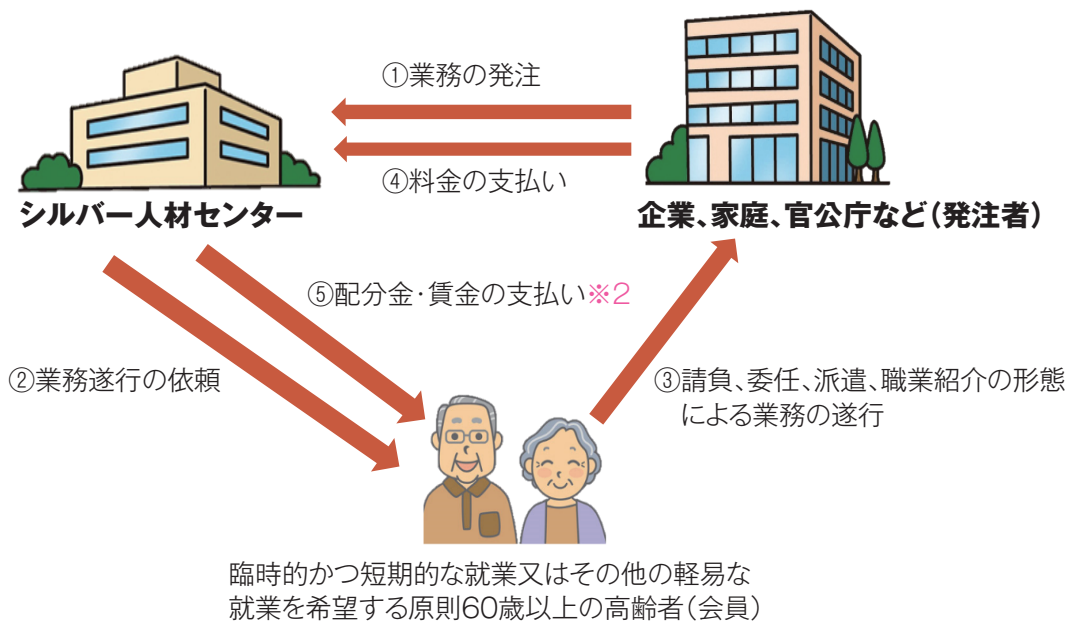 ①業務の発注
④料金の支払い
シルバー人材センター
企業、家庭、官公庁など（発注者）
⑤配分金・賃金の支払い※2
②業務遂行の依頼
③請負、委任、派遣、職業紹介の形態
による業務の遂行
臨時的かつ短期的な就業又はその他の軽易な
就業を希望する原則60歳以上の高齢者（会員）